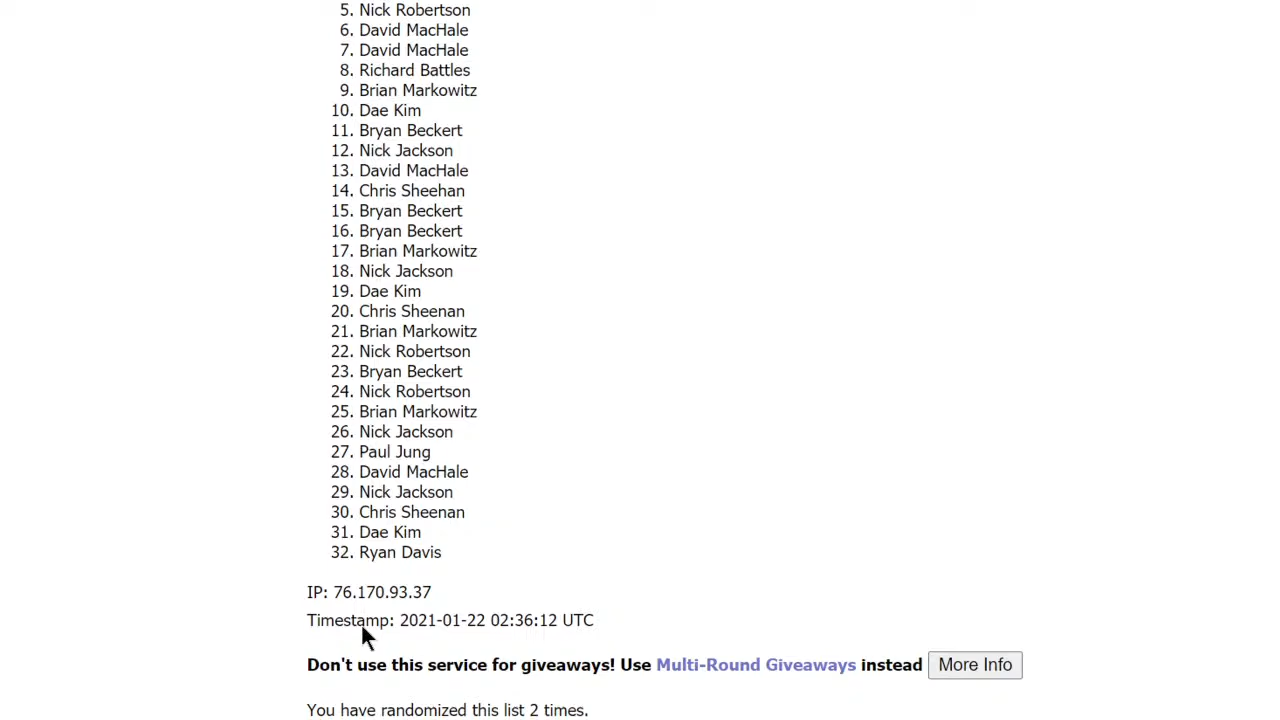 5. Nick Robertson
6. David MacHale
7. David MacHale
8. Richard Battles
9. Brian Markowitz
10. Dae Kim
11. Bryan Beckert
12. Nick Jackson
13. David MacHale
14. Chris Sheehan
15. Bryan Beckert
16. Bryan Beckert
17. Brian Markowitz
18. Nick Jackson
19. Dae Kim
20. Chris Sheenan
21. Brian Markowitz
22. Nick Robertson
23. Bryan Beckert
24. Nick Robertson
25. Brian Markowitz
26. Nick Jackson
27. Paul Jung
28. David MacHale
29. Nick Jackson
30. Chris Sheenan
31. Dae Kim
32. Ryan Davis
IP: 76.170.93.37
Timestamp: 2021-01-22 02:36:12 UTC
Don't use this service for giveaways! Use Multi-Round Giveaways instead More Info
You have randomized this list 2 times.